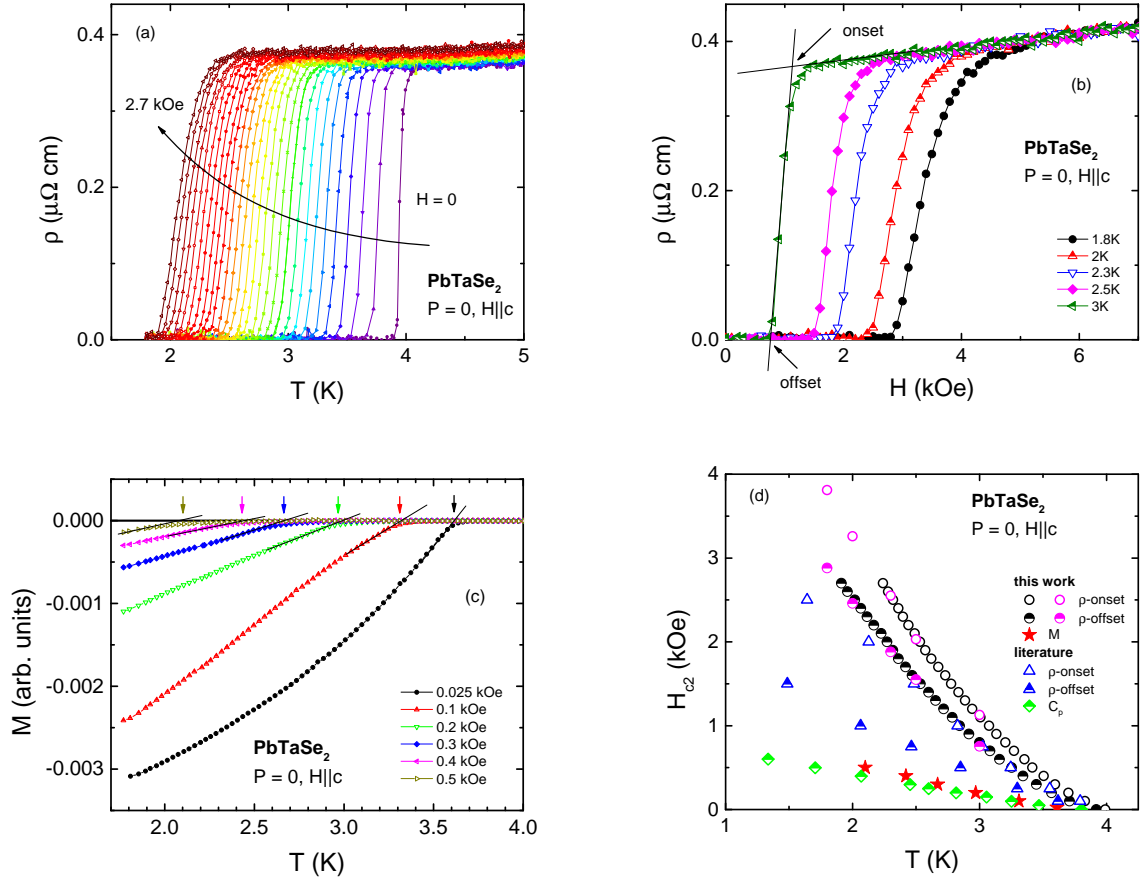 (a)
0.4
0.2
0.0
ρ (μΩ cm)
2.7 kOe
H = 0
PbTaSe2
P = 0, H||c
2 3 4 5
T (K)
(b)
0.4
0.2
0.0
ρ (μΩ cm)
onset
PbTaSe2
P = 0, H||c
1.8K
2K
2.3K
2.5K
3K
offset
0 2 4 6
H (kOe)
(c)
0.000
-0.001
-0.002
-0.003
M (arb. units)
PbTaSe2
P = 0, H||c
0.025 kOe
0.1 kOe
0.2 kOe
0.3 kOe
0.4 kOe
0.5 kOe
2.0 2.5 3.0 3.5 4.0
T (K)
(d)
4
3
2
1
0
Hc2 (kOe)
PbTaSe2
P = 0, H||c
this work
ρ-onset
ρ-offset
M
literature
ρ-onset
ρ-offset
Cp
1 2 3 4
T (K)